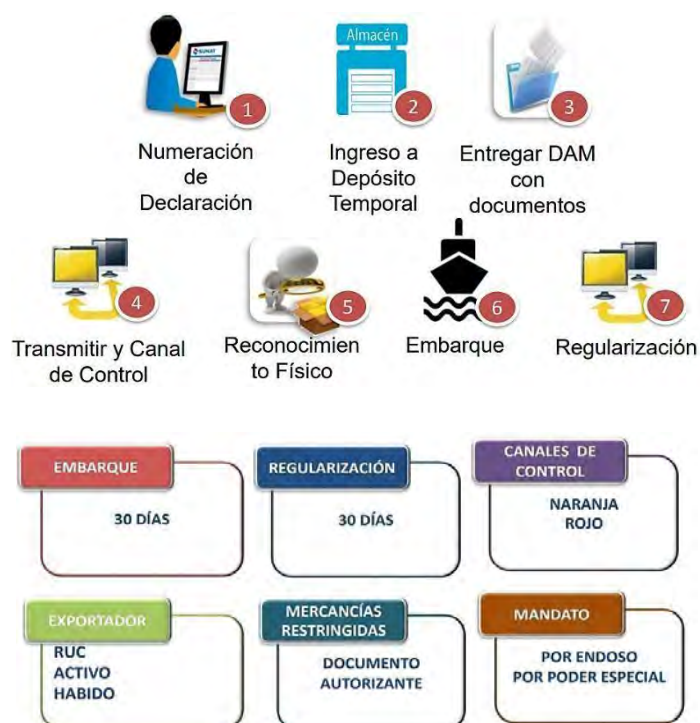 SUNAT
Almacén
1
2
3
Numeración
de
Declaración
Ingreso a
Depósito
Temporal
Entregar DAM
con
documentos
4
5
6
7
Transmitir y Canal
de Control
Reconocimien
to Físico
Embarque
Regularización
EMBARQUE
30 DÍAS
REGULARIZACIÓN
30 DÍAS
CANALES DE
CONTROL
NARANJA
ROJO
EXPORTADOR
RUC
ACTIVO
HABIDO
MERCANCÍAS
RESTRINGIDAS
DOCUMENTO
AUTORIZANTE
MANDATO
POR ENDOSO
POR PODER ESPECIAL